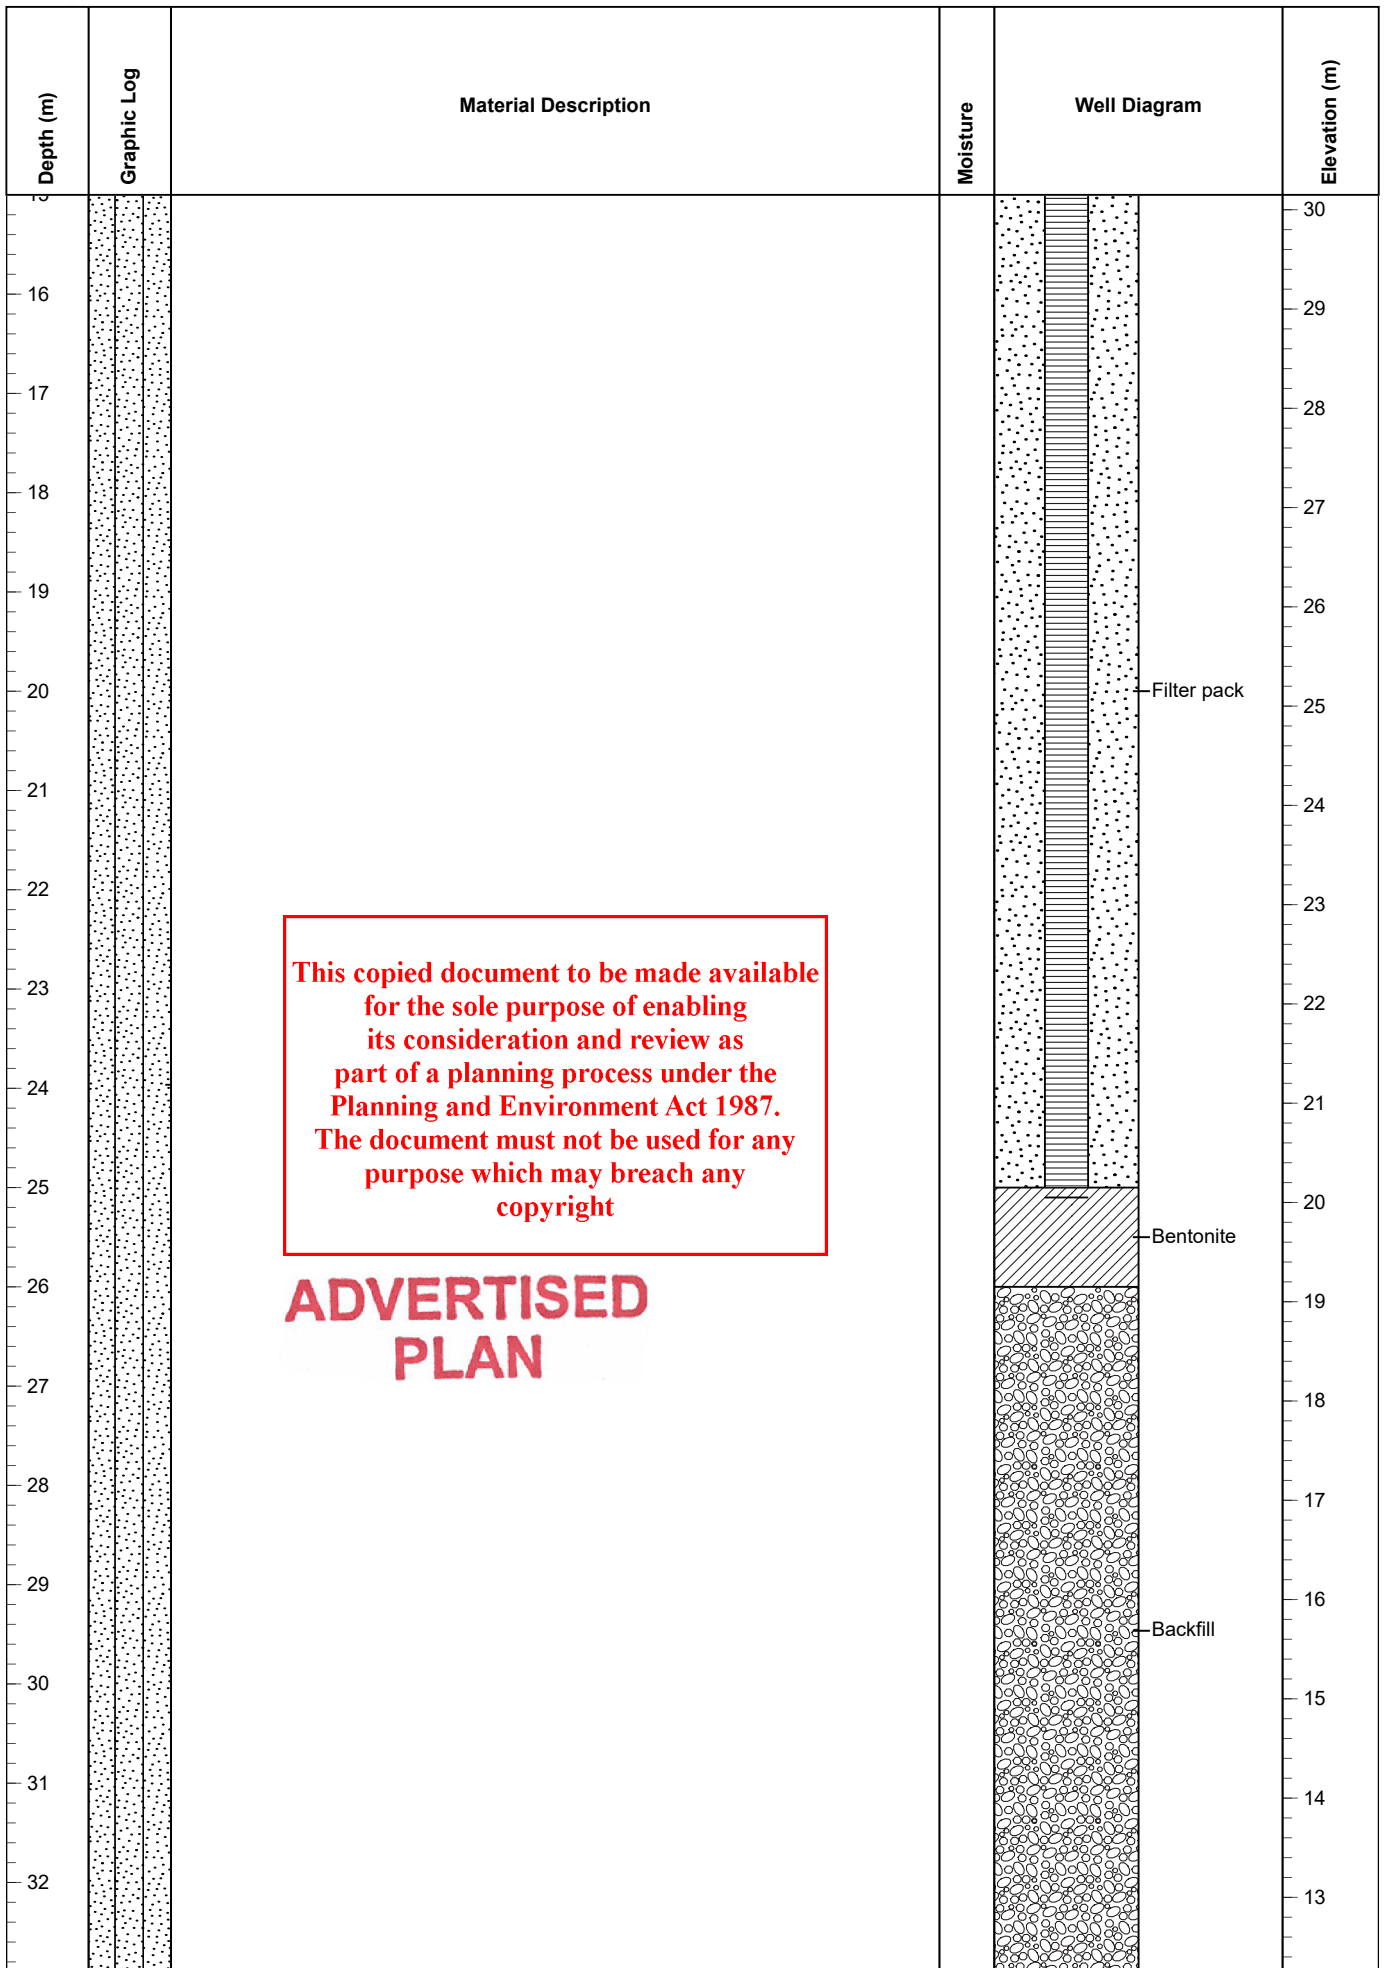 Depth (m)
Graphic Log
Material Description
Moisture
Well Diagram
Elevation (m)
15
30
16
29
17
28
18
27
19
26
20
Filter pack
25
21
24
22
23
This copied document to be made available
for the sole purpose of enabling
its consideration and review as
part of a planning process under the
Planning and Environment Act 1987.
The document must not be used for any
purpose which may breach any
copyright
23
22
24
21
25
20
Bentonite
26
19
ADVERTISED
PLAN
27
18
28
17
29
16
Backfill
30
15
31
14
32
13